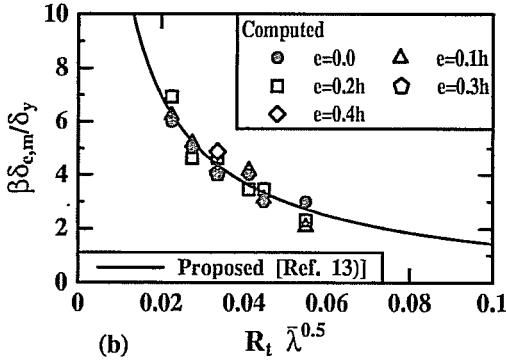 10
8
6
4
2
0
βδe,m/δy
Computed
e=0.0
e=0.1h
e=0.2h
e=0.3h
e=0.4h
Proposed [Ref. 13)]
0
0.02
0.04
0.06
0.08
0.1
(b)
Rt λ̄^0.5